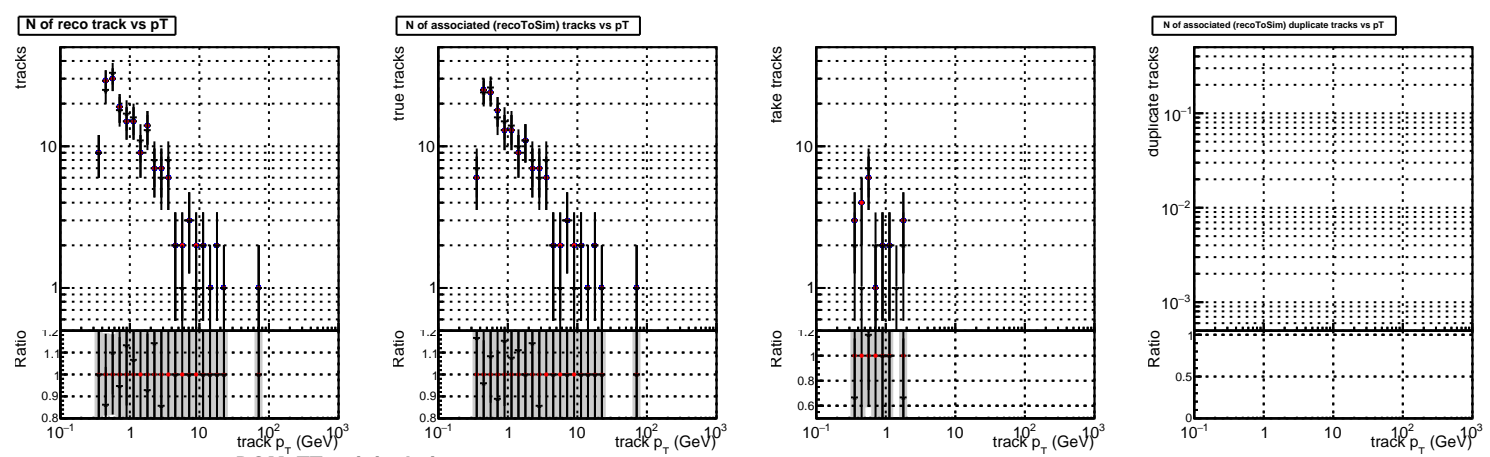 N of reco track vs pT
tracks
10
1
Ratio
1.2
1.1
1
0.9
0.8
10⁻¹ 1 10 10² 10³
track p_T (GeV)
N of associated (recoToSim) tracks vs pT
true tracks
10
1
Ratio
1.2
1.1
1
0.9
0.8
10⁻¹ 1 10 10² 10³
track p_T (GeV)
fake tracks
10
1
Ratio
1
0.8
0.6
10⁻¹ 1 10 10² 10³
track p_T (GeV)
N of associated (recoToSim) duplicate tracks vs pT
duplicate tracks
10⁻¹
10⁻²
10⁻³
Ratio
1
0.5
0
10⁻¹ 1 10 10² 10³
track p_T (GeV)